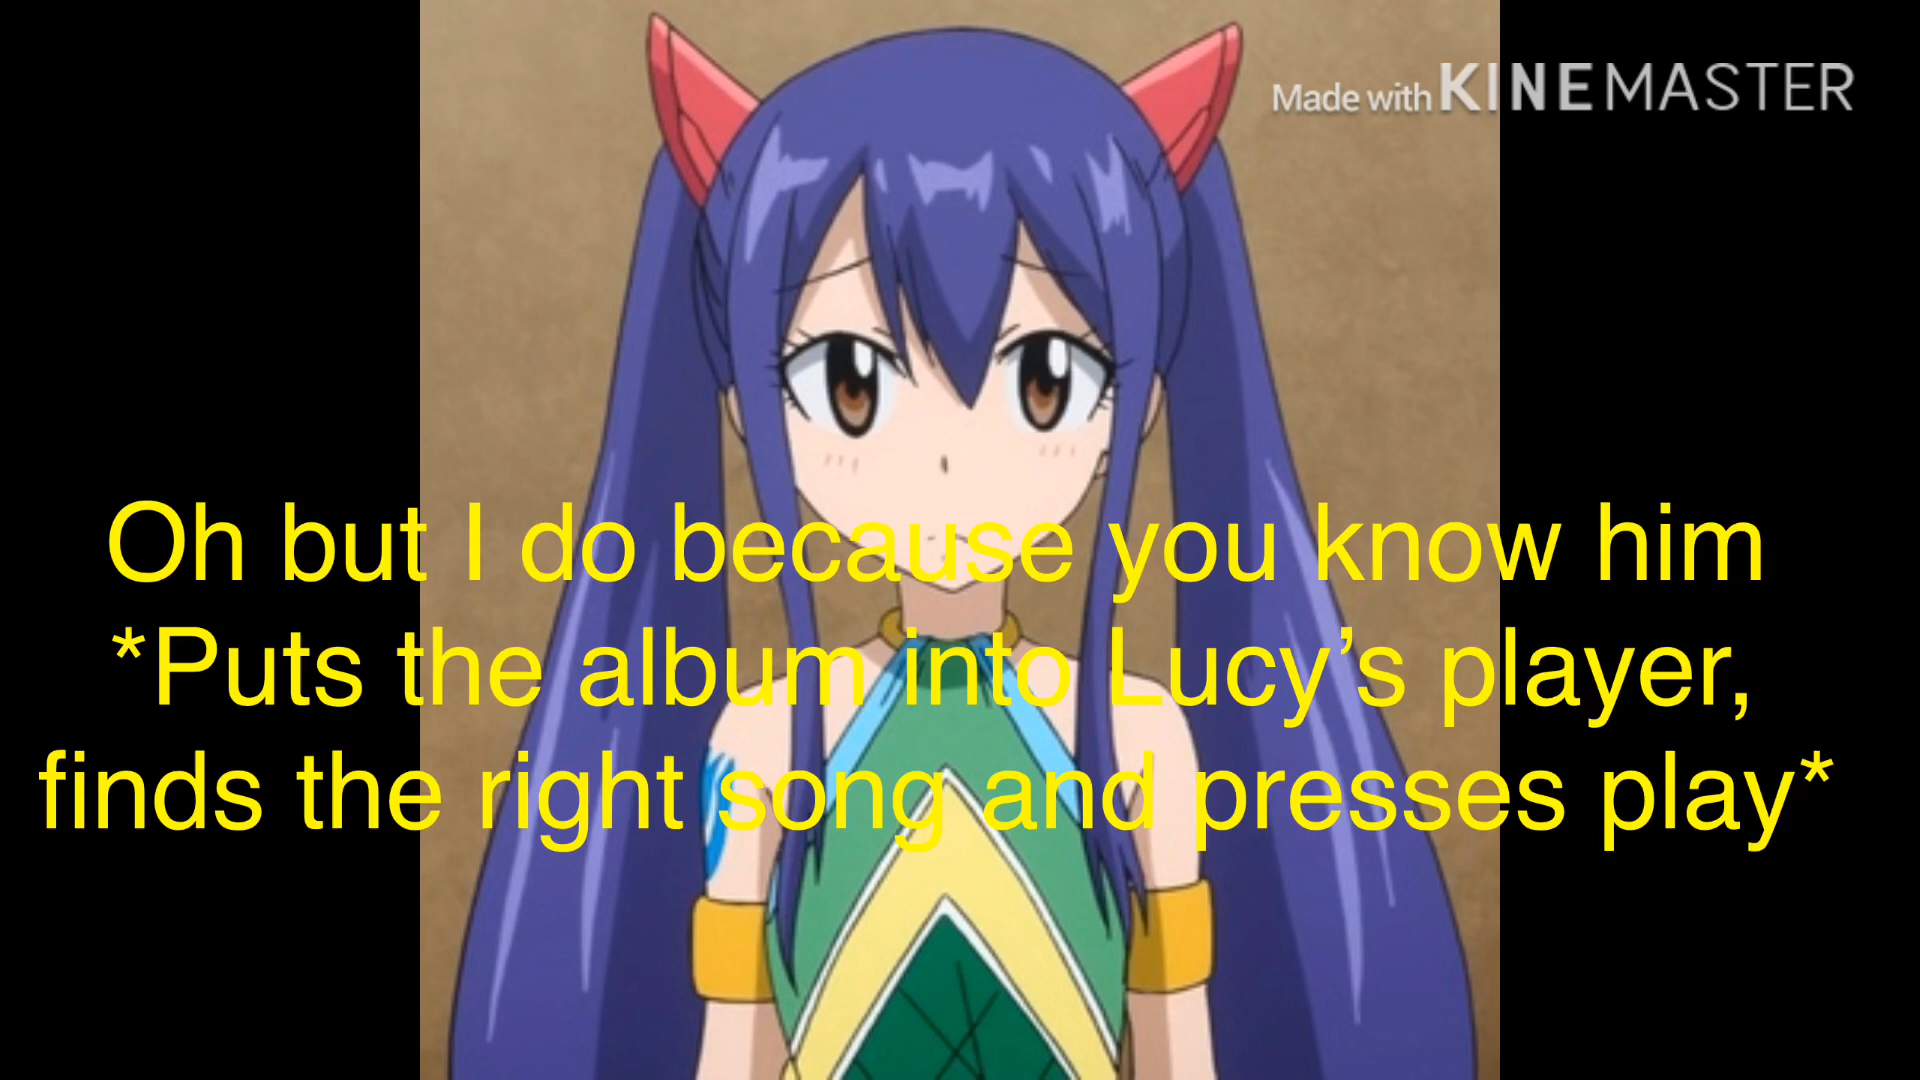 Made with KINEMASTER
Oh but I do because you know him
*Puts the album into Lucy’s player,
finds the right song and presses play*